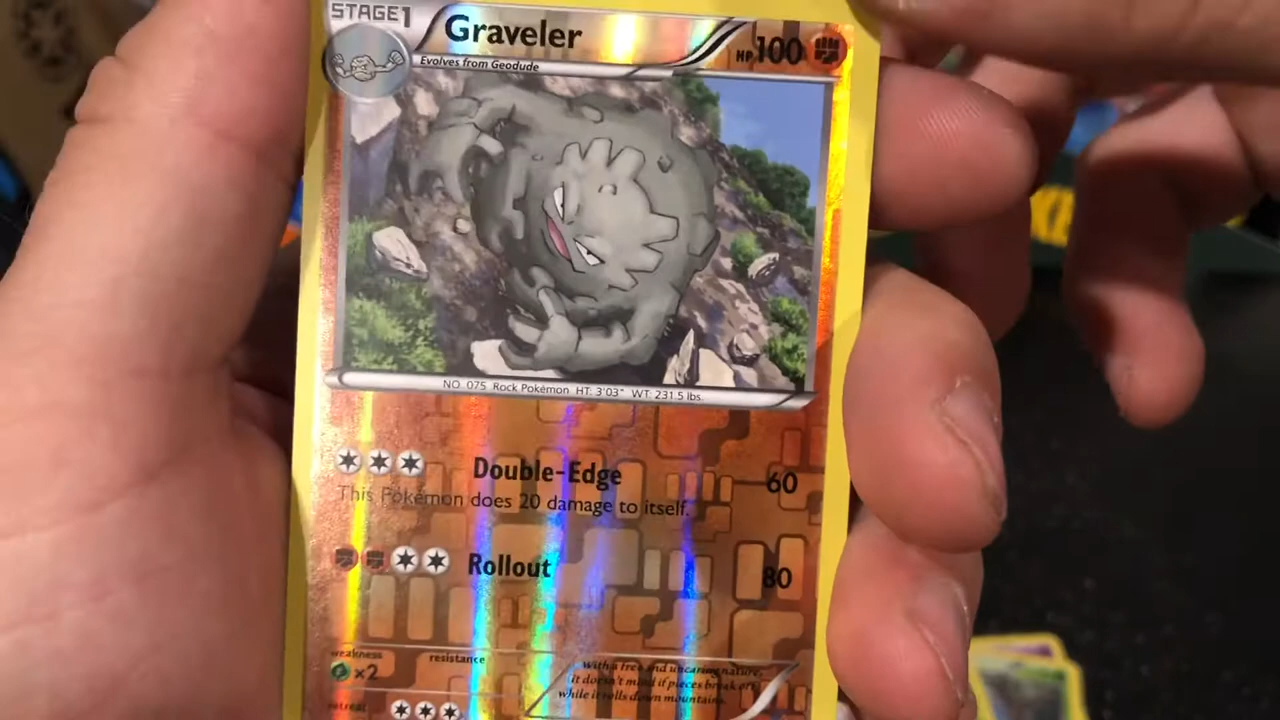 STAGE1 Graveler HP100
Evolves from Geodude
NO. 075 Rock Pokémon HT: 3'03" WT: 231.5 lbs.
Double-Edge 60
This Pokémon does 20 damage to itself.
Rollout 80
weakness resistance
×2
With a free and uncaring nature,
it doesn't mind if pieces break off
while it rolls down mountains.
retreat